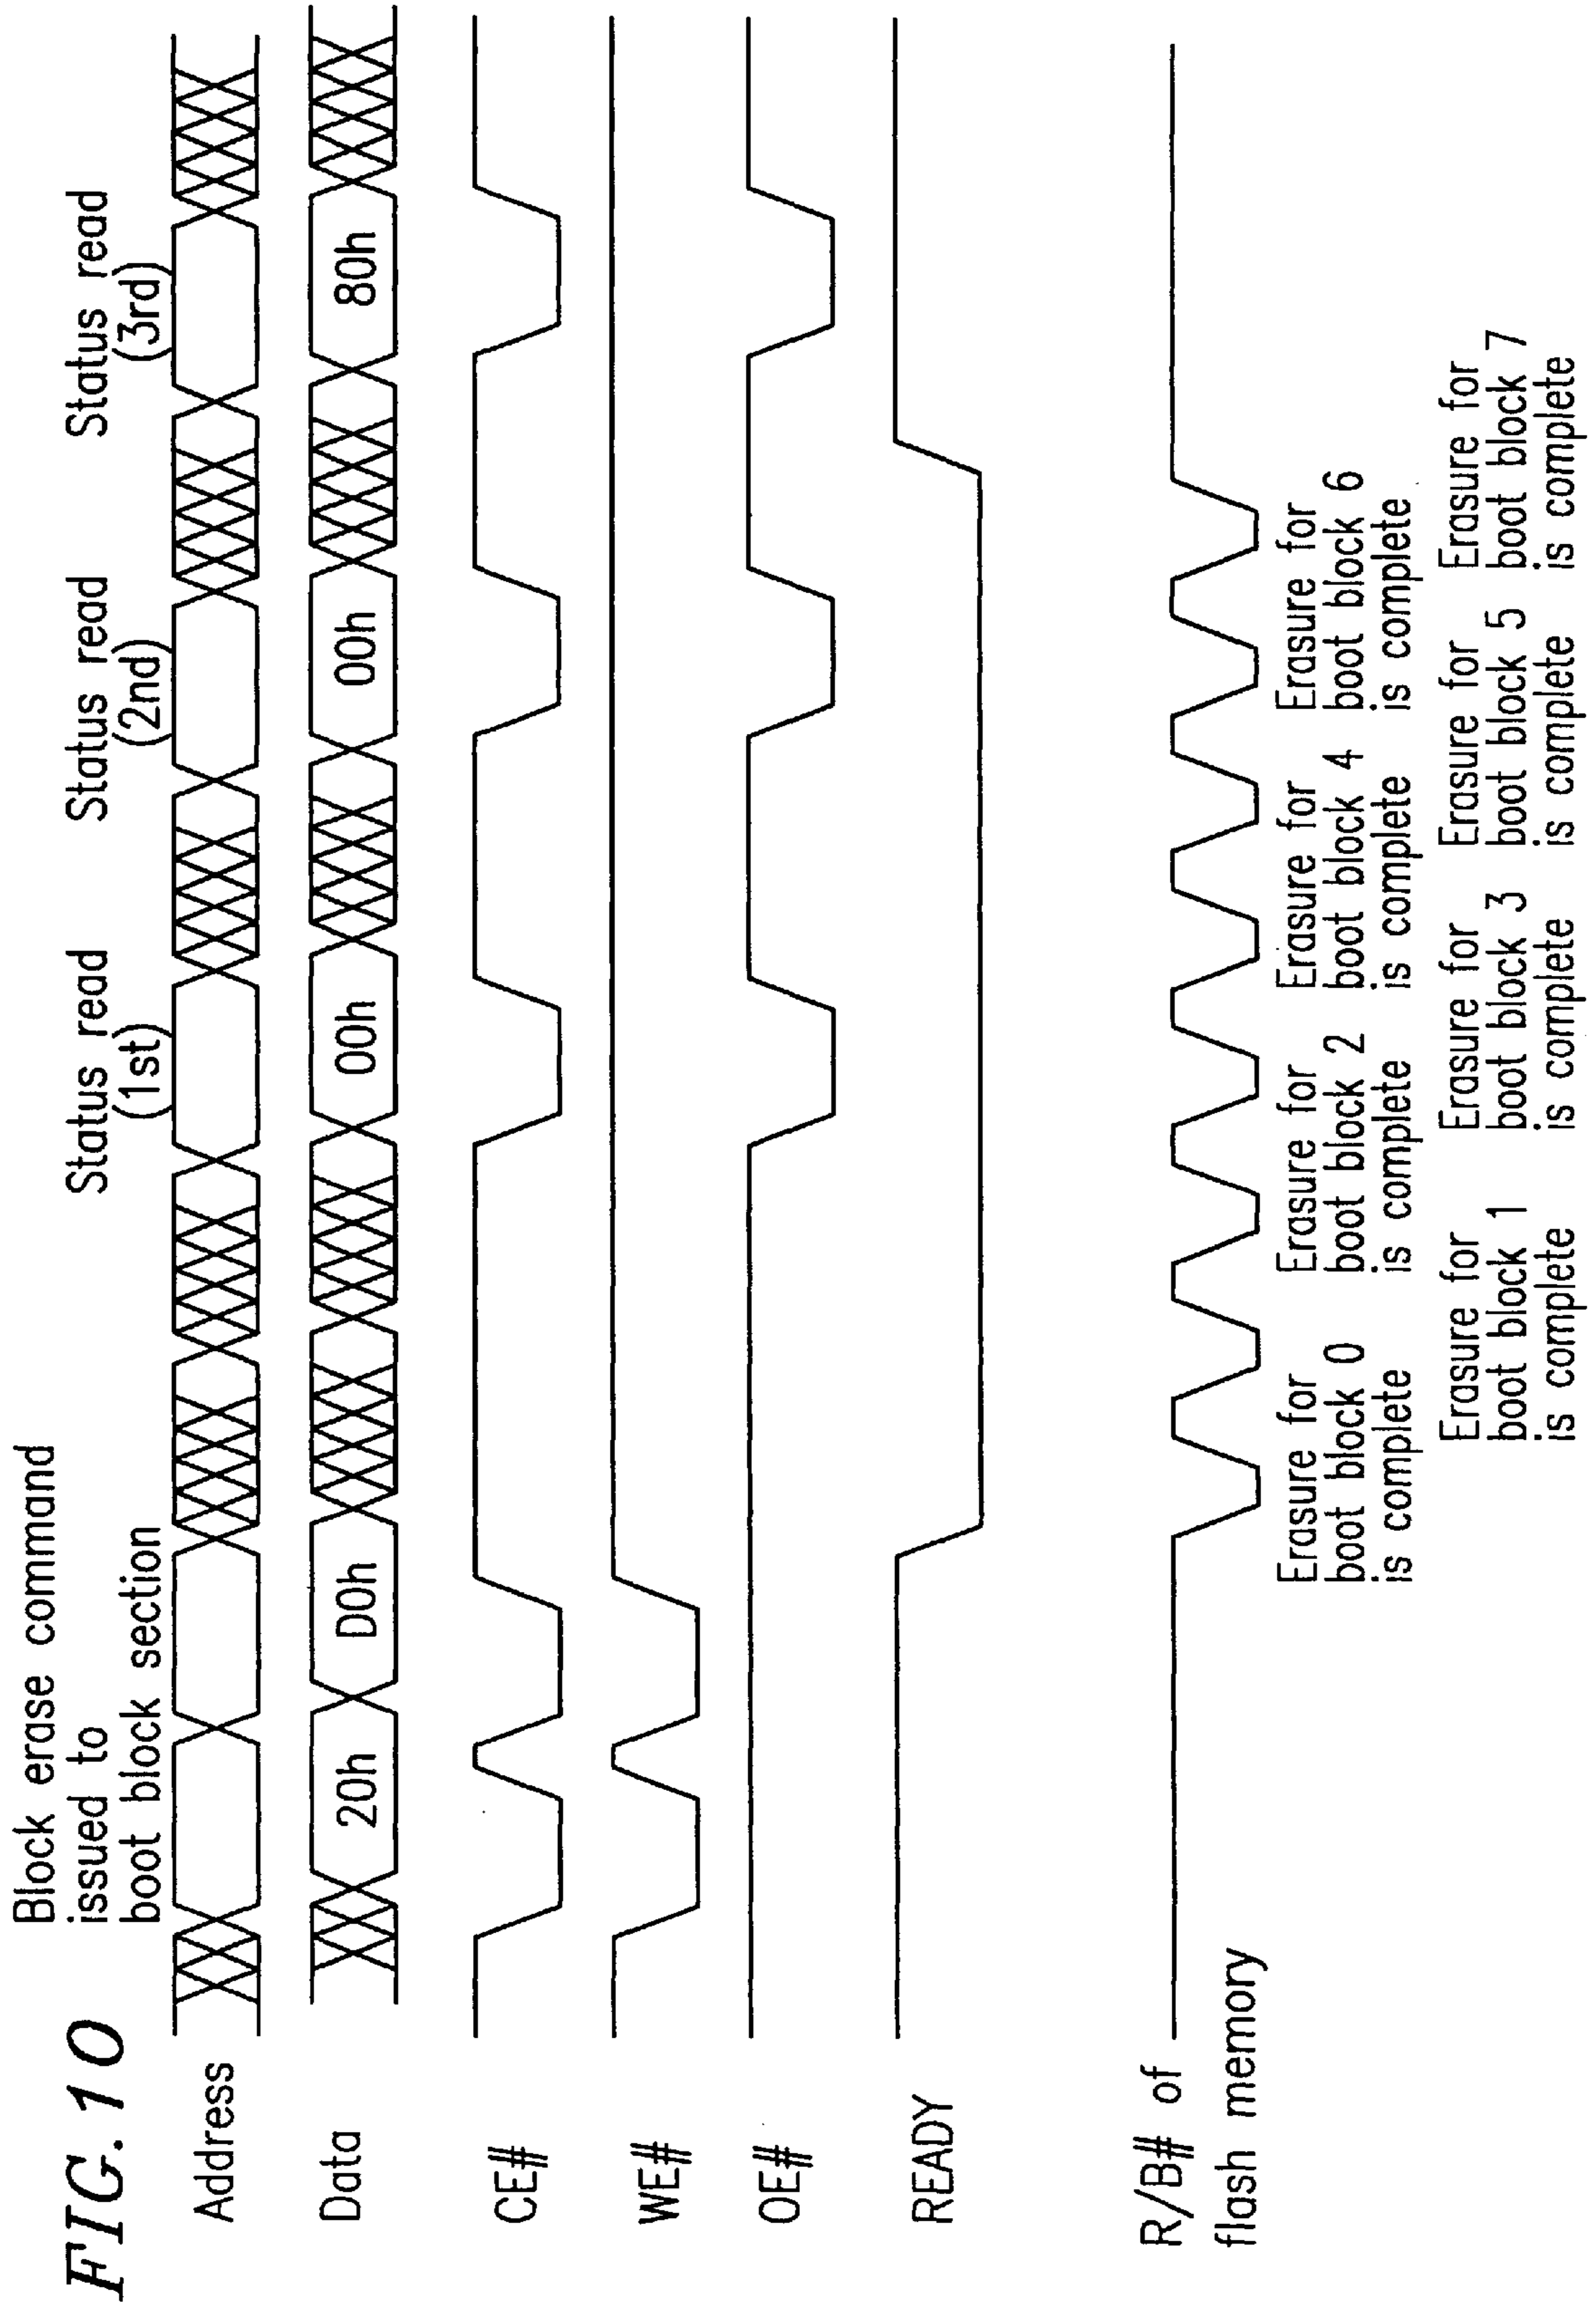 FIG. 10
Block erase command
issued to
boot block section
Status read
(1st)
Status read
(2nd)
Status read
(3rd)
Address
Data
20h
D0h
00h
00h
80h
CE#
WE#
OE#
READY
R/B# of
flash memory
Erasure for
boot block 0
is complete
Erasure for
boot block 2
is complete
Erasure for
boot block 4
is complete
Erasure for
boot block 6
is complete
Erasure for
boot block 1
is complete
Erasure for
boot block 3
is complete
Erasure for
boot block 5
is complete
Erasure for
boot block 7
is complete